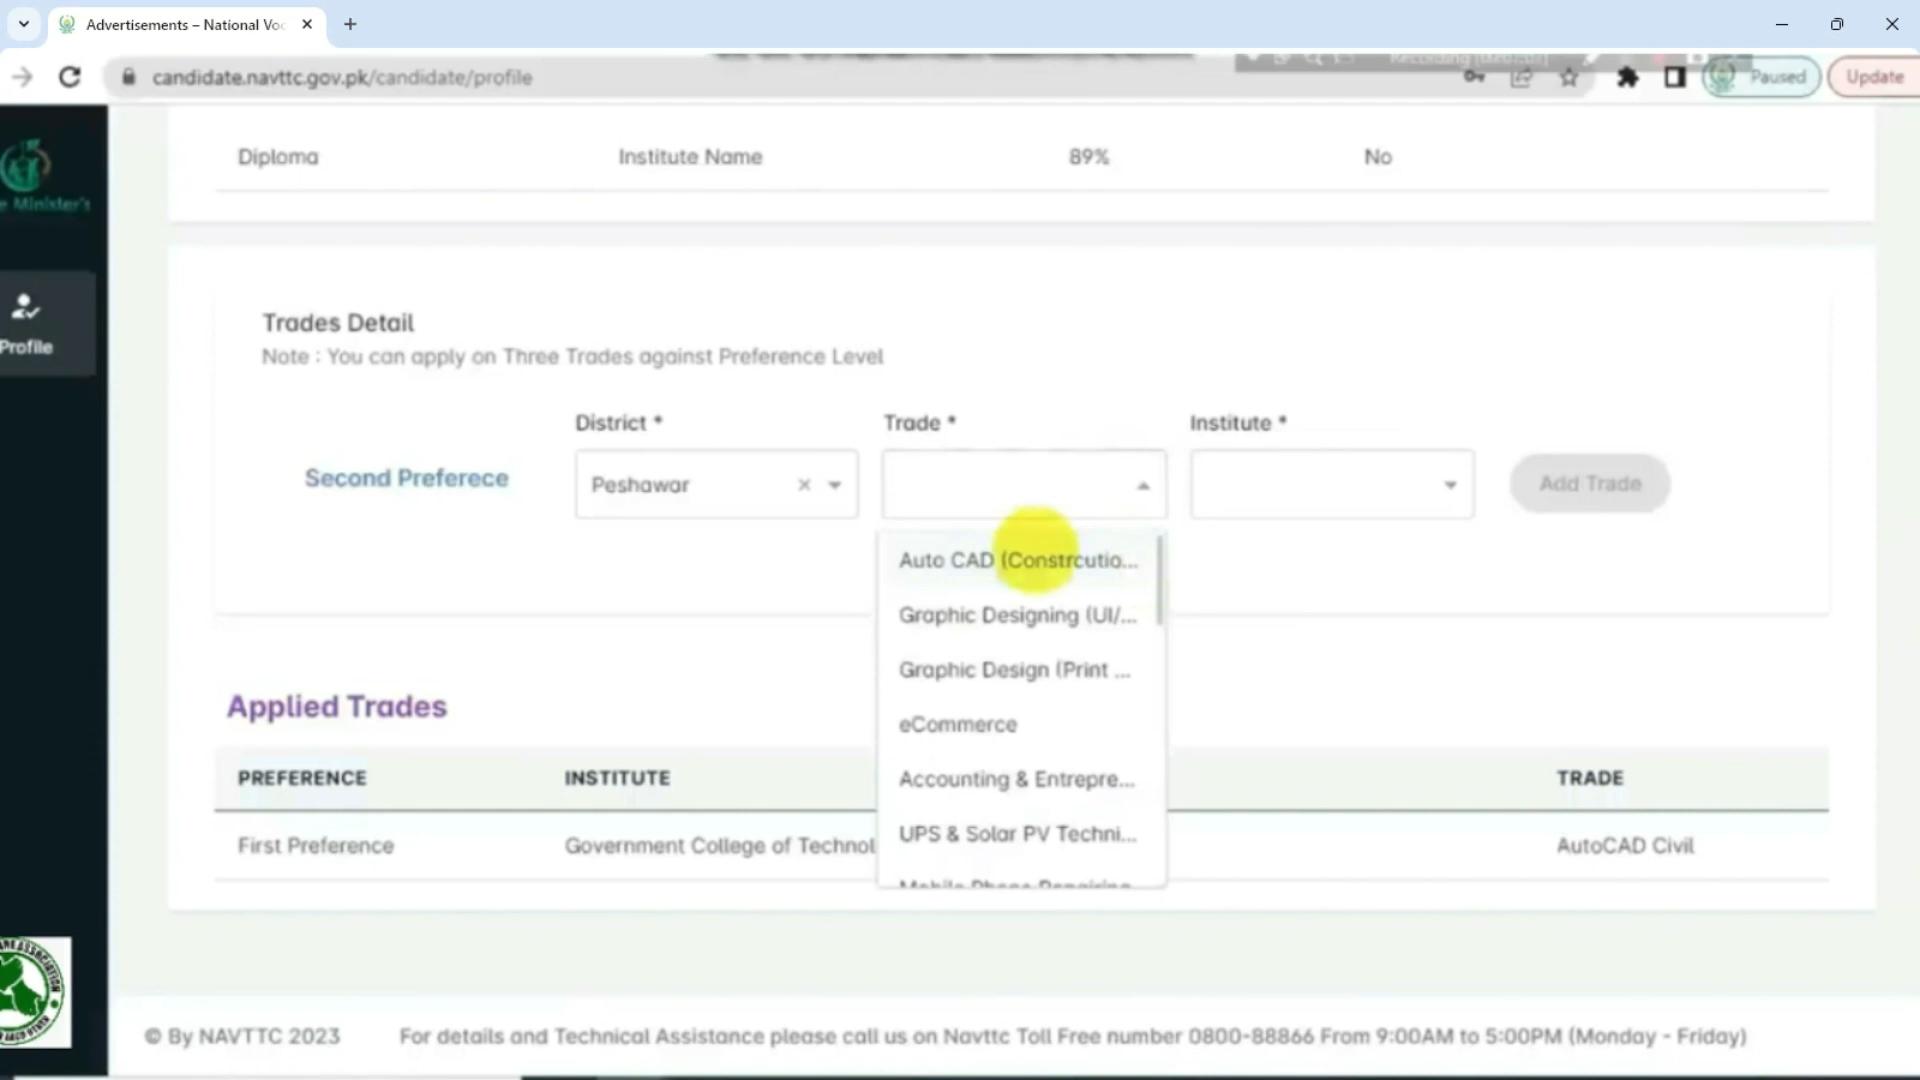 Advertisements – National Voc
candidate.navttc.gov.pk/candidate/profile
Paused
Update
Diploma Institute Name 89% No
e Minister's
Profile
Trades Detail
Note : You can apply on Three Trades against Preference Level
District * Trade * Institute *
Second Preferece Peshawar Add Trade
Auto CAD (Constrcutio...
Graphic Designing (UI/...
Graphic Design (Print ...
eCommerce
Accounting & Entrepre...
UPS & Solar PV Techni...
Mobile Phone Repairing
Applied Trades
PREFERENCE INSTITUTE TRADE
First Preference Government College of Technol AutoCAD Civil
© By NAVTTC 2023 For details and Technical Assistance please call us on Navttc Toll Free number 0800-88866 From 9:00AM to 5:00PM (Monday - Friday)